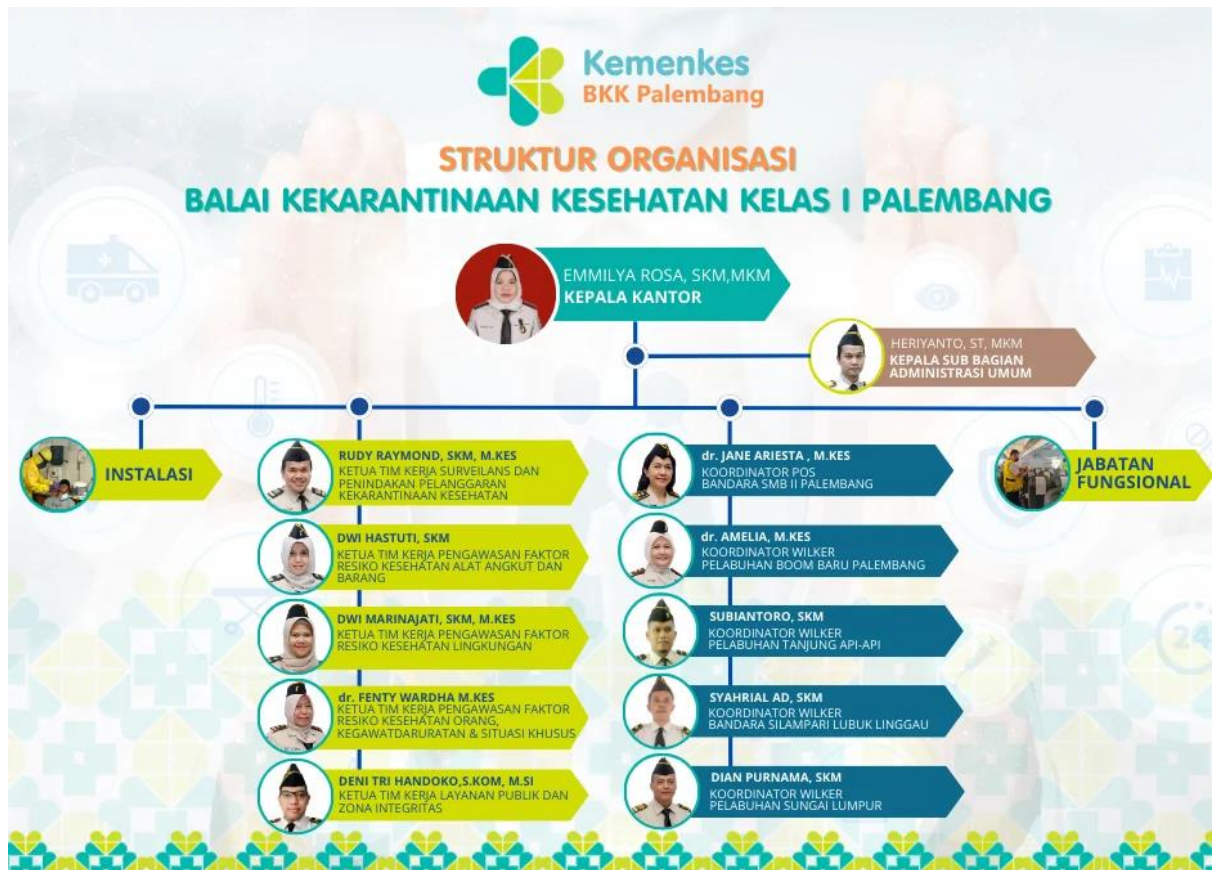 Kemenkes
BKK Palembang
STRUKTUR ORGANISASI
BALAI KEKARANTINAAN KESEHATAN KELAS I PALEMBANG
EMMILYA ROSA, SKM,MKM
KEPALA KANTOR
HERIYANTO, ST, MKM
KEPALA SUB BAGIAN
ADMINISTRASI UMUM
INSTALASI
RUDY RAYMOND, SKM, M.KES
KETUA TIM KERJA SURVEILANS DAN
PENINDAKAN PELANGGARAN
KEKARANTINAAN KESEHATAN
DWI HASTUTI, SKM
KETUA TIM KERJA PENGAWASAN FAKTOR
RESIKO KESEHATAN ALAT ANGKUT DAN
BARANG
DWI MARINAJATI, SKM, M.KES
KETUA TIM KERJA PENGAWASAN FAKTOR
RESIKO KESEHATAN LINGKUNGAN
dr. FENTY WARDHA M.KES
KETUA TIM KERJA PENGAWASAN FAKTOR
RESIKO KESEHATAN ORANG,
KEGAWATDARURATAN & SITUASI KHUSUS
DENI TRI HANDOKO,S.KOM, M.SI
KETUA TIM KERJA LAYANAN PUBLIK DAN
ZONA INTEGRITAS
dr. JANE ARIESTA , M.KES
KOORDINATOR POS
BANDARA SMB II PALEMBANG
dr. AMELIA, M.KES
KOORDINATOR WILKER
PELABUHAN BOOM BARU PALEMBANG
SUBIANTORO, SKM
KOORDINATOR WILKER
PELABUHAN TANJUNG API-API
SYAHRIAL AD, SKM
KOORDINATOR WILKER
BANDARA SILAMPARI LUBUK LINGGAU
DIAN PURNAMA, SKM
KOORDINATOR WILKER
PELABUHAN SUNGAI LUMPUR
JABATAN
FUNGSIONAL
24